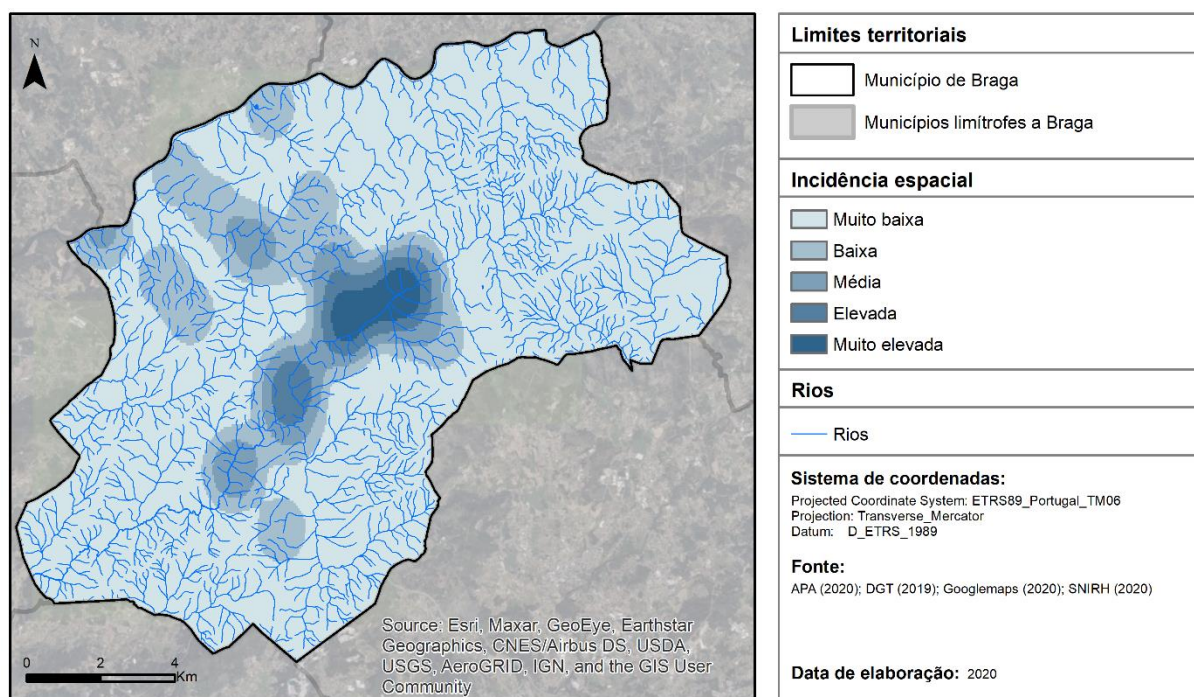 N
0 2 4
Km
Source: Esri, Maxar, GeoEye, Earthstar
Geographics, CNES/Airbus DS, USDA,
USGS, AeroGRID, IGN, and the GIS User
Community
Limites territoriais
Município de Braga
Municípios limítrofes a Braga
Incidência espacial
Muito baixa
Baixa
Média
Elevada
Muito elevada
Rios
Rios
Sistema de coordenadas:
Projected Coordinate System: ETRS89_Portugal_TM06
Projection: Transverse_Mercator
Datum: D_ETRS_1989
Fonte:
APA (2020); DGT (2019); Googlemaps (2020); SNIRH (2020)
Data de elaboração: 2020